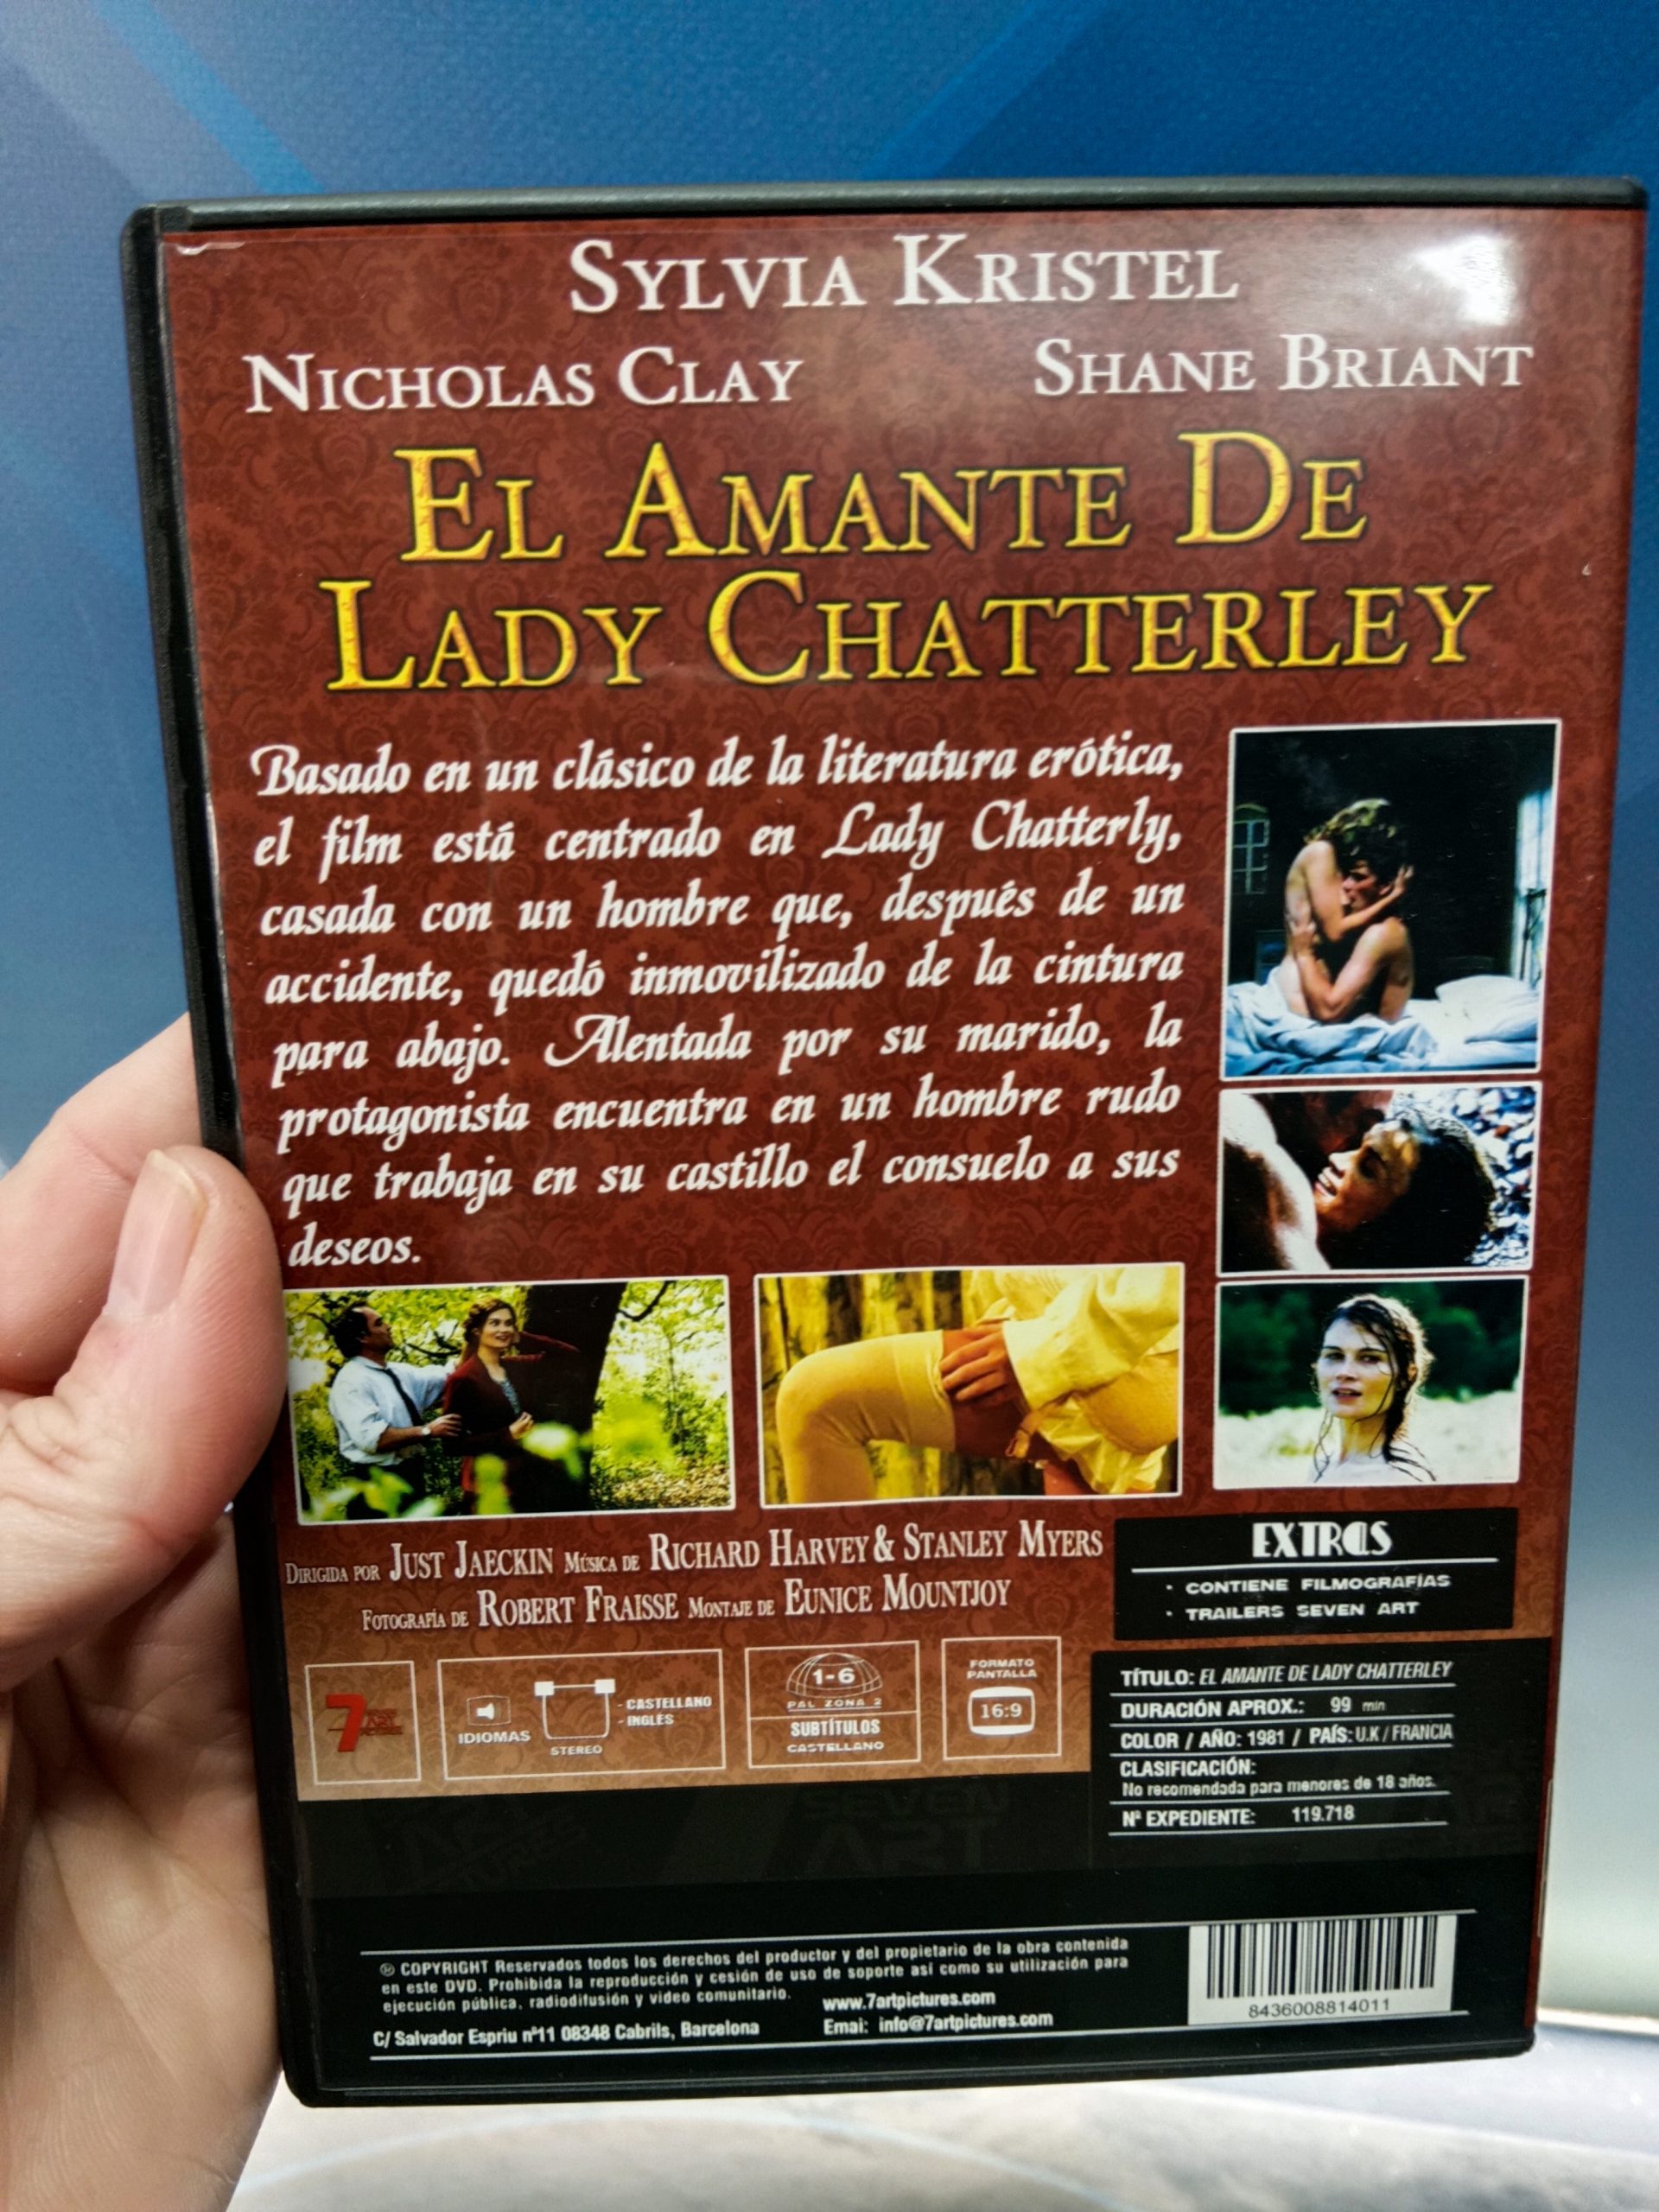 SYLVIA KRISTEL
NICHOLAS CLAY SHANE BRIANT
EL AMANTE DE
LADY CHATTERLEY
Basado en un clásico de la literatura erótica,
el film está centrado en Lady Chatterly,
casada con un hombre que, después de un
accidente, quedó inmovilizado de la cintura
para abajo. Alentada por su marido, la
protagonista encuentra en un hombre rudo
que trabaja en su castillo el consuelo a sus
deseos.
DIRIGIDA POR JUST JAECKIN MÚSICA DE RICHARD HARVEY & STANLEY MYERS
FOTOGRAFÍA DE ROBERT FRAISSE MONTAJE DE EUNICE MOUNTJOY
EXTRAS
· CONTIENE FILMOGRAFÍAS
· TRAILERS SEVEN ART
7
IDIOMAS
STEREO
- CASTELLANO
- INGLÉS
1-6
PAL ZONA 2
SUBTÍTULOS
CASTELLANO
FORMATO
PANTALLA
16:9
TÍTULO: EL AMANTE DE LADY CHATTERLEY
DURACIÓN APROX.: 99 min
COLOR / AÑO: 1981 / PAÍS: U.K / FRANCIA
CLASIFICACIÓN:
No recomendada para menores de 18 años.
Nº EXPEDIENTE: 119.718
SEVEN
ART
® COPYRIGHT Reservados todos los derechos del productor y del propietario de la obra contenida
en este DVD. Prohibida la reproducción y cesión de uso de soporte así como su utilización para
ejecución pública, radiodifusión y video comunitario.
www.7artpictures.com
C/ Salvador Espriu nº11 08348 Cabrils, Barcelona
Emai: info@7artpictures.com
8436008814011